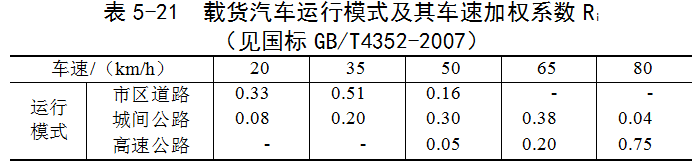 表 5-21 载货汽车运行模式及其车速加权系数 Ri
（见国标 GB/T4352-2007）
车速/（km/h） 20 35 50 65 80
运行模式 市区道路 0.33 0.51 0.16 - -
城间公路 0.08 0.20 0.30 0.38 0.04
高速公路 - - 0.05 0.20 0.75